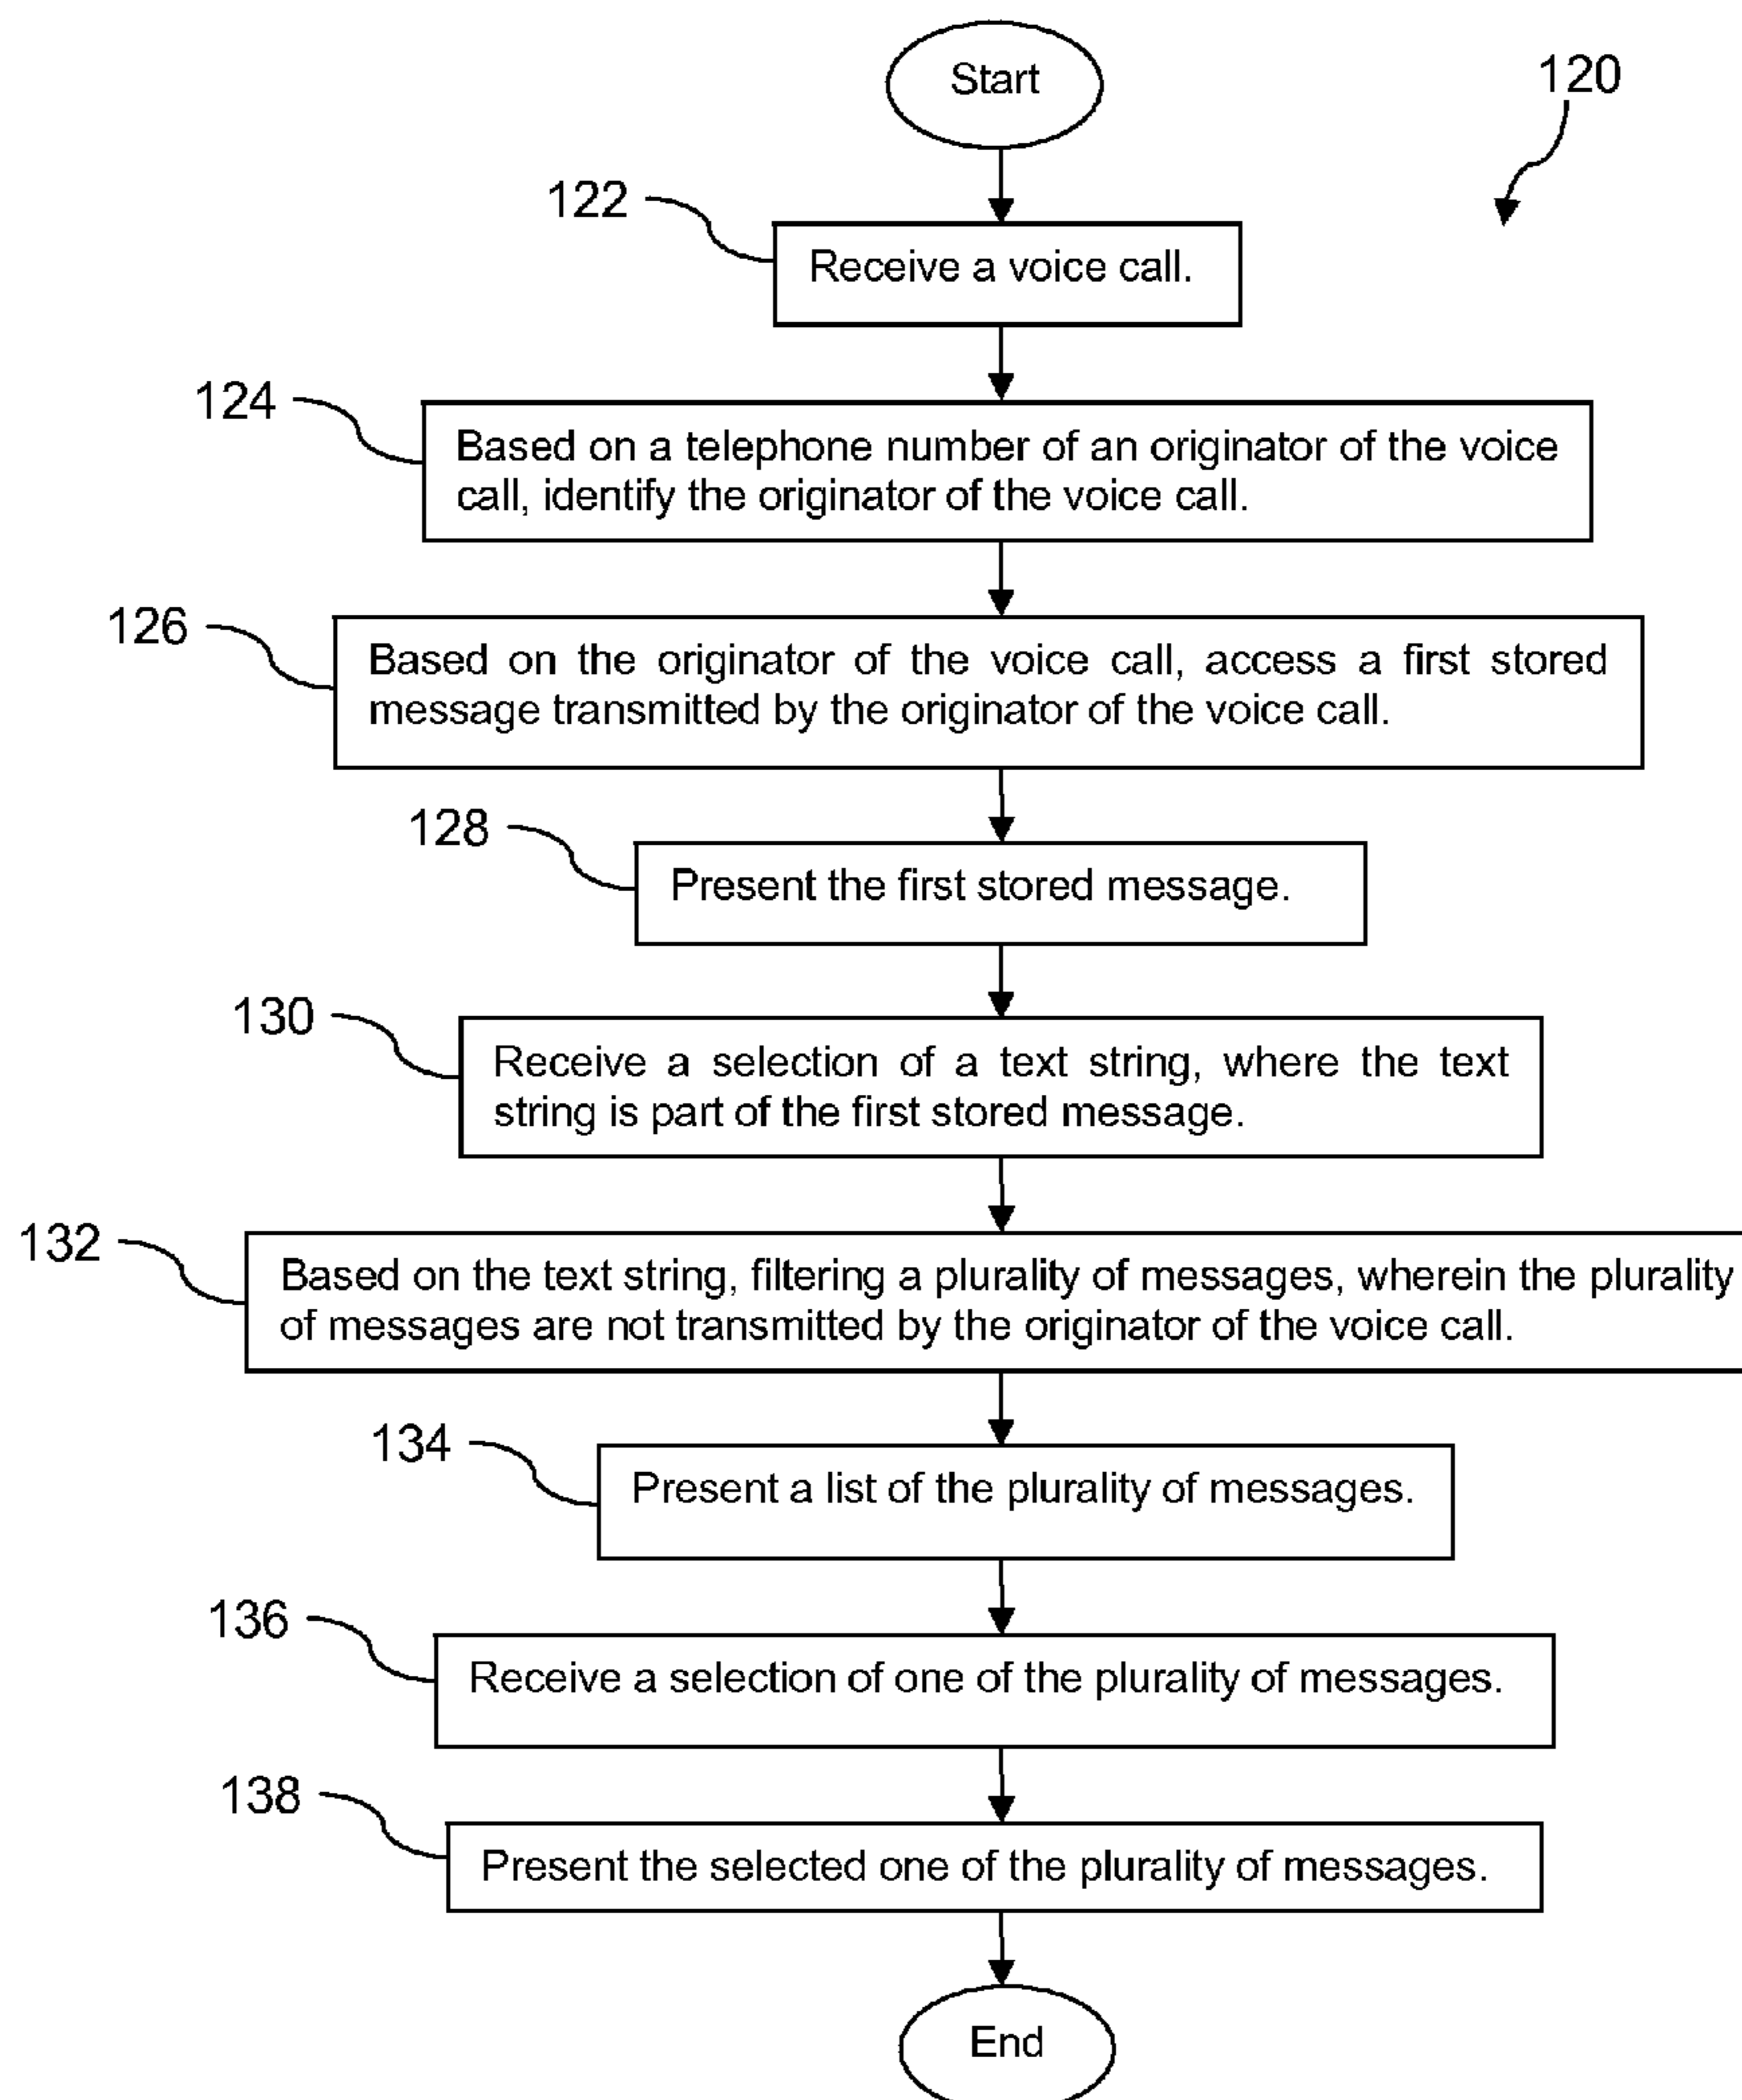 Start
120
122
Receive a voice call.
124
Based on a telephone number of an originator of the voice
call, identify the originator of the voice call.
126
Based on the originator of the voice call, access a first stored
message transmitted by the originator of the voice call.
128
Present the first stored message.
130
Receive a selection of a text string, where the text
string is part of the first stored message.
132
Based on the text string, filtering a plurality of messages, wherein the plurality
of messages are not transmitted by the originator of the voice call.
134
Present a list of the plurality of messages.
136
Receive a selection of one of the plurality of messages.
138
Present the selected one of the plurality of messages.
End